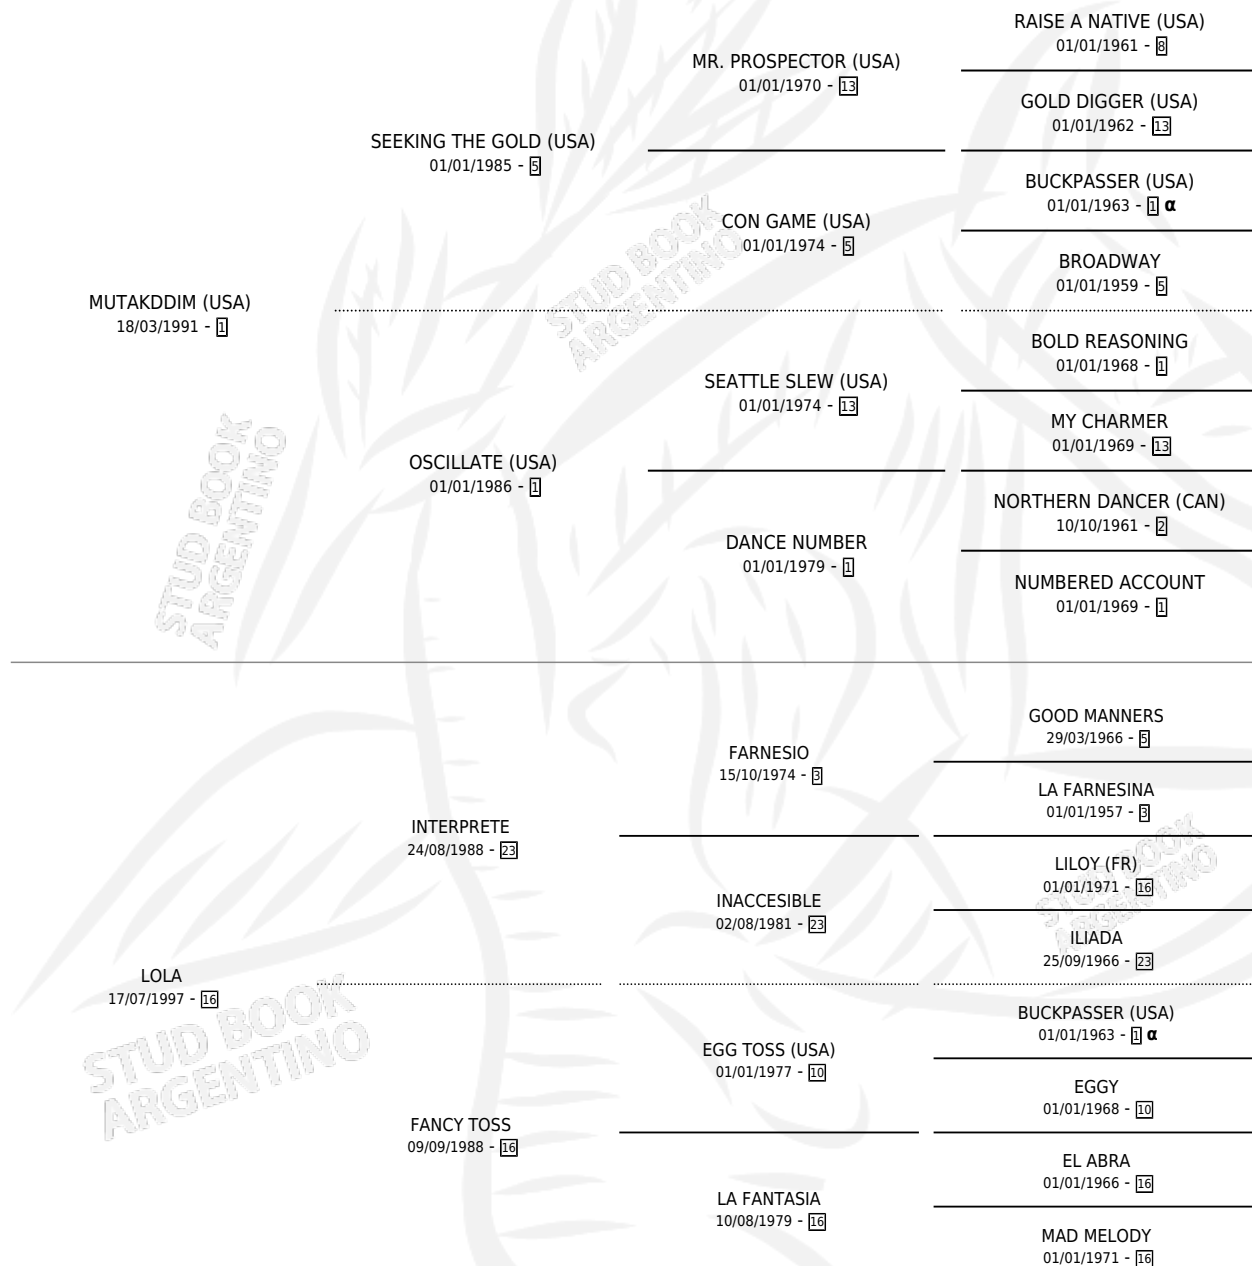 RAISE A NATIVE (USA)
01/01/1961 - 8
MR. PROSPECTOR (USA)
01/01/1970 - 13
GOLD DIGGER (USA)
01/01/1962 - 13
SEEKING THE GOLD (USA)
01/01/1985 - 5
BUCKPASSER (USA)
01/01/1963 - 1 α
CON GAME (USA)
01/01/1974 - 5
BROADWAY
01/01/1959 - 5
MUTAKDDIM (USA)
18/03/1991 - 1
BOLD REASONING
01/01/1968 - 1
SEATTLE SLEW (USA)
01/01/1974 - 13
MY CHARMER
01/01/1969 - 13
OSCILLATE (USA)
01/01/1986 - 1
NORTHERN DANCER (CAN)
10/10/1961 - 2
DANCE NUMBER
01/01/1979 - 1
NUMBERED ACCOUNT
01/01/1969 - 1
GOOD MANNERS
29/03/1966 - 5
FARNESIO
15/10/1974 - 3
LA FARNESINA
01/01/1957 - 3
INTERPRETE
24/08/1988 - 23
LILOY (FR)
01/01/1971 - 16
INACCESIBLE
02/08/1981 - 23
ILIADA
25/09/1966 - 23
LOLA
17/07/1997 - 16
BUCKPASSER (USA)
01/01/1963 - 1 α
EGG TOSS (USA)
01/01/1977 - 10
EGGY
01/01/1968 - 10
FANCY TOSS
09/09/1988 - 16
EL ABRA
01/01/1966 - 16
LA FANTASIA
10/08/1979 - 16
MAD MELODY
01/01/1971 - 16
STUD BOOK
ARGENTINO
STUD BOOK
ARGENTINO
STUD BOOK
ARGENTINO
STUD BOOK
ARGENTINO